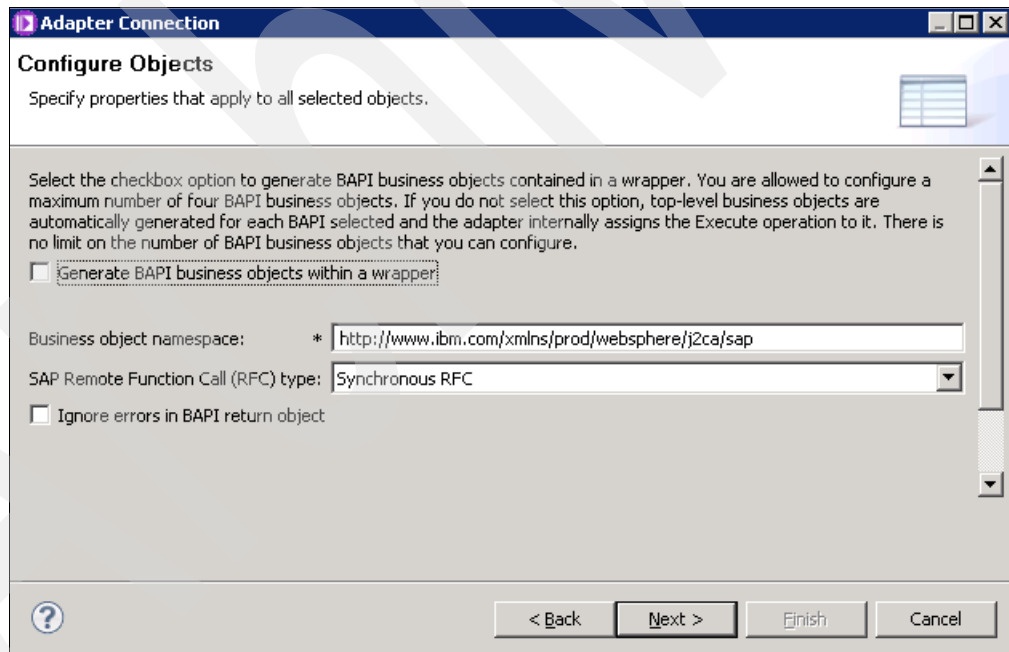 Adapter Connection
Configure Objects
Specify properties that apply to all selected objects.
Select the checkbox option to generate BAPI business objects contained in a wrapper. You are allowed to configure a
maximum number of four BAPI business objects. If you do not select this option, top-level business objects are
automatically generated for each BAPI selected and the adapter internally assigns the Execute operation to it. There is
no limit on the number of BAPI business objects that you can configure.
Generate BAPI business objects within a wrapper
Business object namespace: * http://www.ibm.com/xmlns/prod/websphere/j2ca/sap
SAP Remote Function Call (RFC) type: Synchronous RFC
Ignore errors in BAPI return object
? < Back Next > Finish Cancel